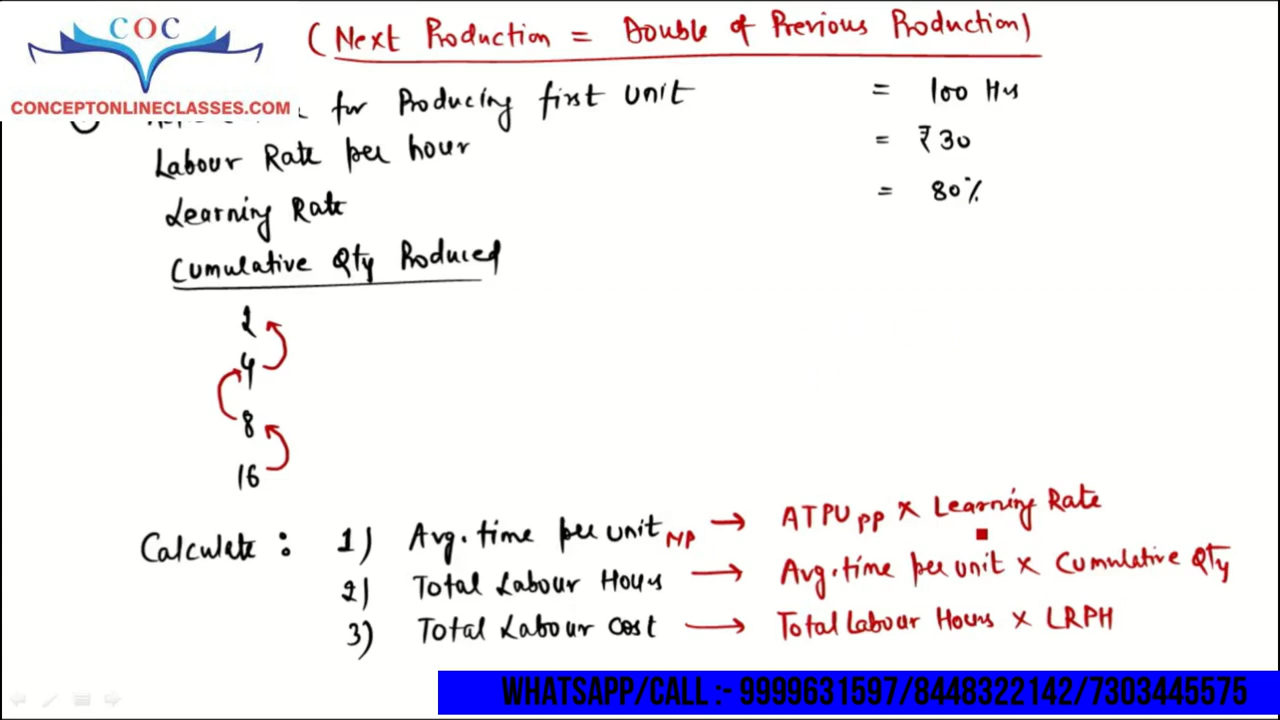 COC
CONCEPTONLINECLASSES.COM
(Next Production = Double of Previous Production)
for Producing first unit = 100 Hrs
Labour Rate per hour = ₹30
Learning Rate = 80%
Cumulative Qty Produced
2
4
8
16
Calculate : 1) Avg. time per unit NP → ATPU PP × Learning Rate
2) Total Labour Hours → Avg. time per unit × Cumulative Qty
3) Total Labour Cost → Total Labour Hours × LRPH
WHATSAPP/CALL :- 9999631597/8448322142/7303445575